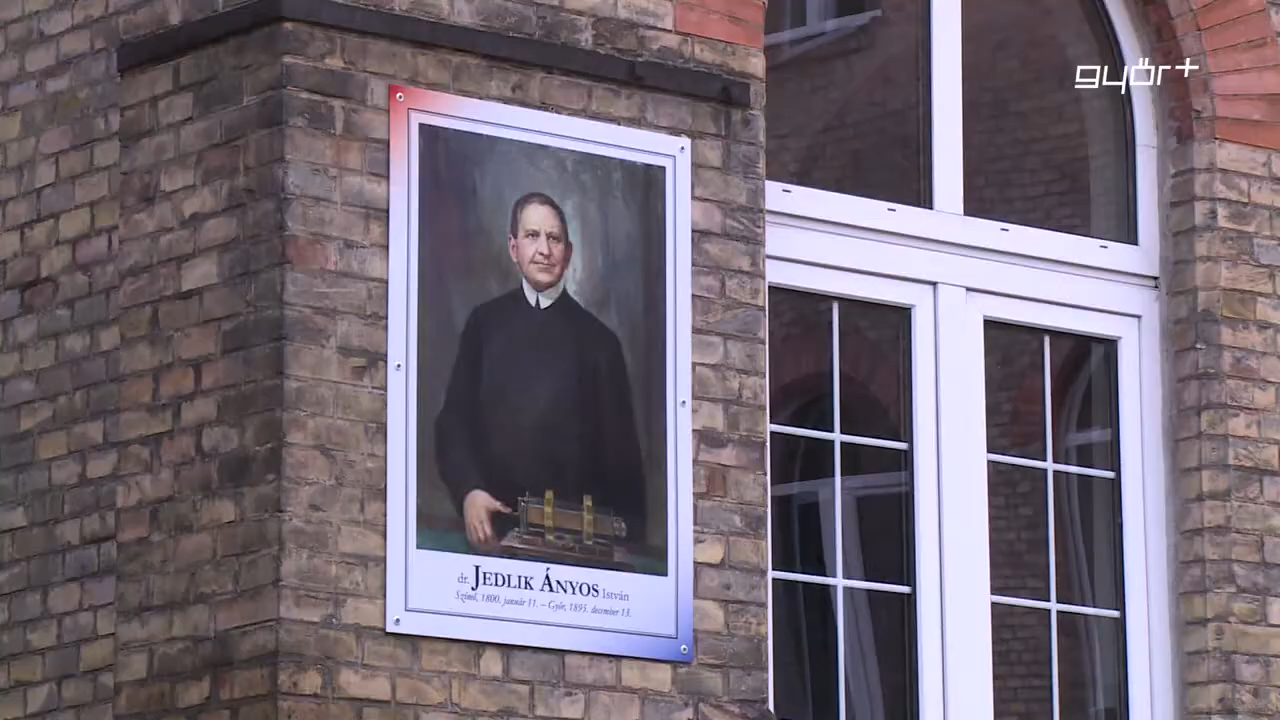 győr+
dr. JEDLIK ÁNYOS István
Szimő, 1800. január 11. – Győr, 1895. december 13.